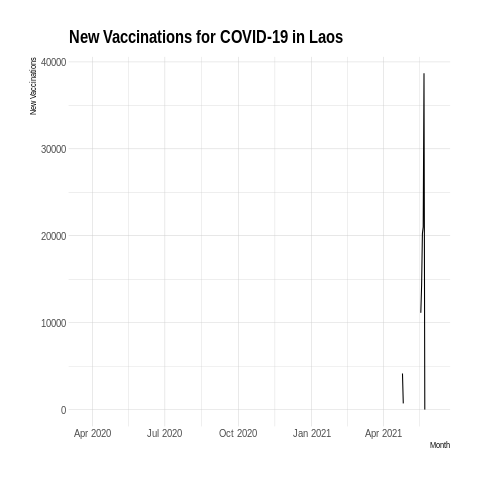 New Vaccinations for COVID-19 in Laos
New Vaccinations
40000
30000
20000
10000
0
Apr 2020
Jul 2020
Oct 2020
Jan 2021
Apr 2021
Month